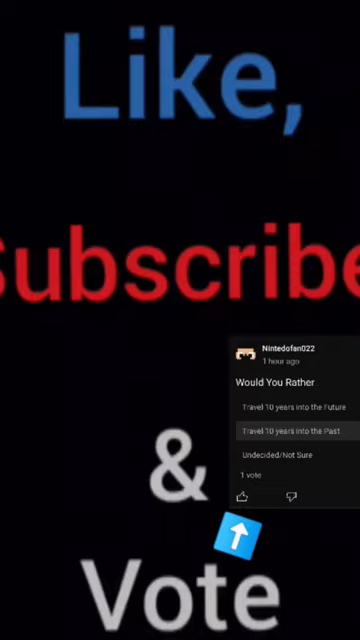 Like,
Subscribe
Nintedofan022
1 hour ago
Would You Rather
Travel 10 years into the Future
Travel 10 years into the Past
Undecided/Not Sure
1 vote
&
Vote